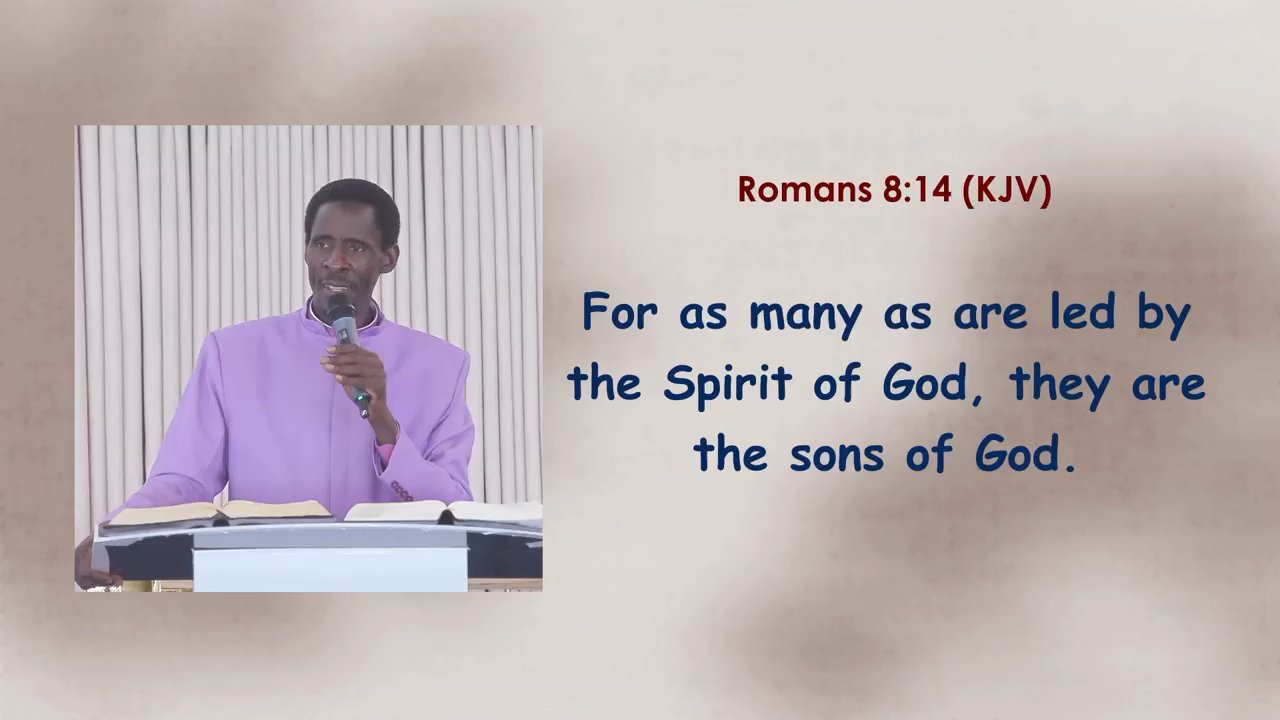 Romans 8:14 (KJV)
For as many as are led by
the Spirit of God, they are
the sons of God.